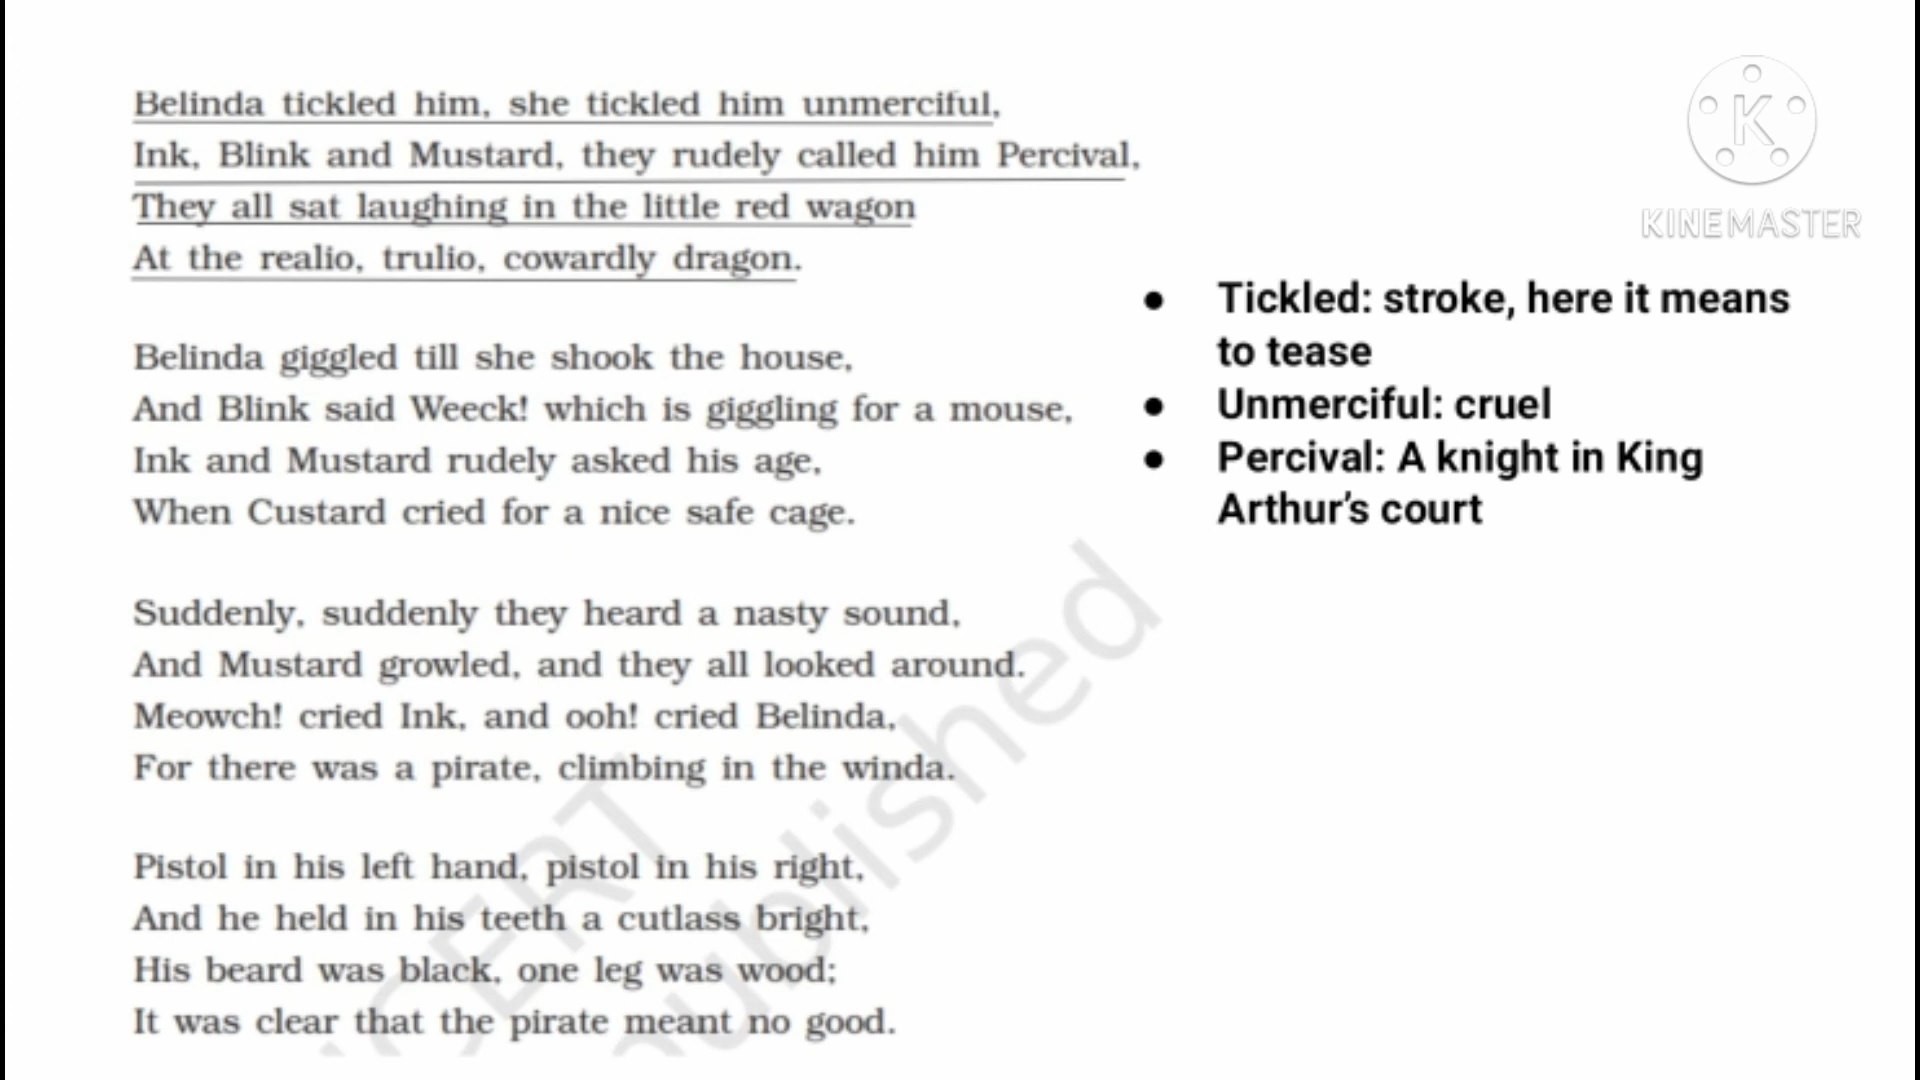 Belinda tickled him, she tickled him unmerciful,
Ink, Blink and Mustard, they rudely called him Percival,
They all sat laughing in the little red wagon
At the realio, trulio, cowardly dragon.
Belinda giggled till she shook the house,
And Blink said Weeck! which is giggling for a mouse,
Ink and Mustard rudely asked his age,
When Custard cried for a nice safe cage.
Suddenly, suddenly they heard a nasty sound,
And Mustard growled, and they all looked around.
Meowch! cried Ink, and ooh! cried Belinda,
For there was a pirate, climbing in the winda.
Pistol in his left hand, pistol in his right,
And he held in his teeth a cutlass bright,
His beard was black, one leg was wood;
It was clear that the pirate meant no good.
K
KINEMASTER
● Tickled: stroke, here it means
to tease
● Unmerciful: cruel
● Percival: A knight in King
Arthur's court
CERT
published